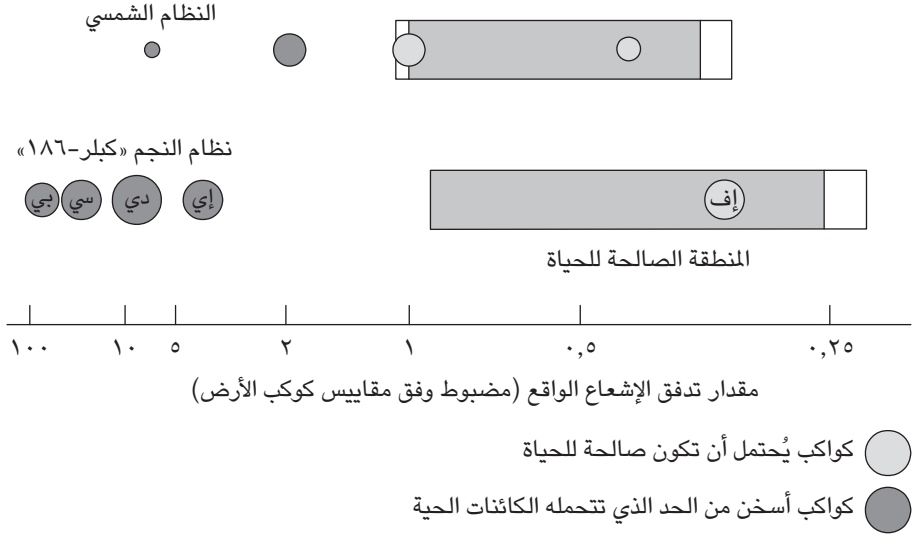 النظام الشمسي
نظام النجم «كبلر-١٨٦»
بي سي دي إي إف
المنطقة الصالحة للحياة
١٠٠ ١٠ ٥ ٢ ١ ٠٫٥ ٠٫٢٥
مقدار تدفق الإشعاع الواقع (مضبوط وفق مقاييس كوكب الأرض)
كواكب يُحتمل أن تكون صالحة للحياة
كواكب أسخن من الحد الذي تتحمله الكائنات الحية